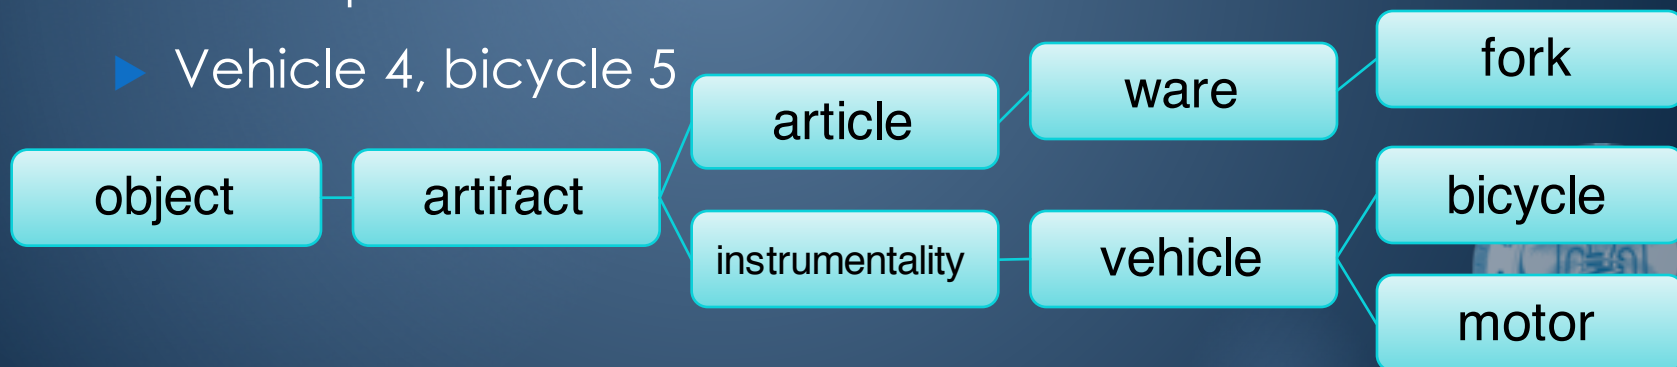 Vehicle 4, bicycle 5
fork
ware
article
object
artifact
bicycle
instrumentality
vehicle
motor